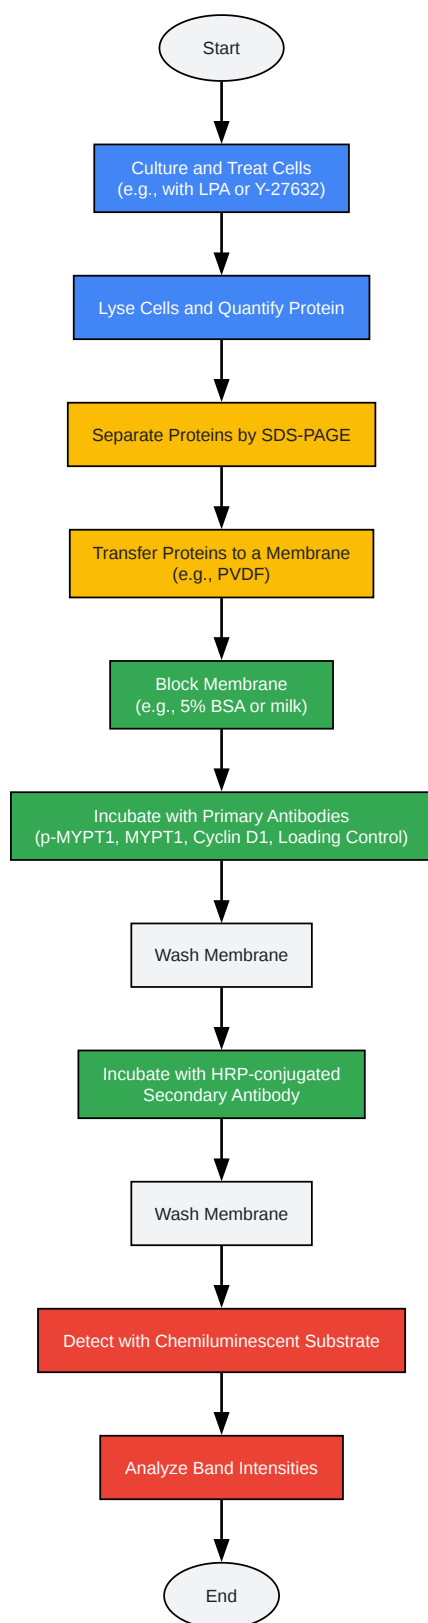 Start
Culture and Treat Cells
(e.g., with LPA or Y-27632)
Lyse Cells and Quantify Protein
Separate Proteins by SDS-PAGE
Transfer Proteins to a Membrane
(e.g., PVDF)
Block Membrane
(e.g., 5% BSA or milk)
Incubate with Primary Antibodies
(p-MYPT1, MYPT1, Cyclin D1, Loading Control)
Wash Membrane
Incubate with HRP-conjugated
Secondary Antibody
Wash Membrane
Detect with Chemiluminescent Substrate
Analyze Band Intensities
End